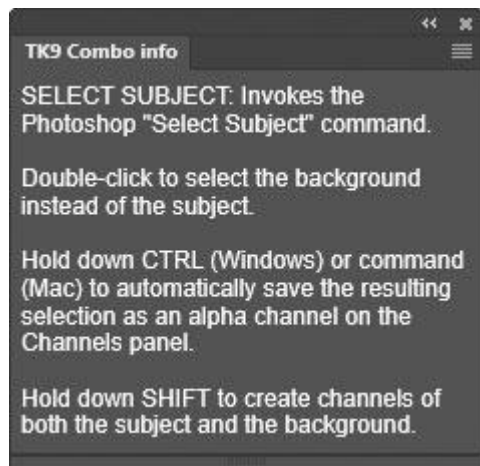 TK9 Combo info
SELECT SUBJECT: Invokes the
Photoshop "Select Subject" command.
Double-click to select the background
instead of the subject.
Hold down CTRL (Windows) or command
(Mac) to automatically save the resulting
selection as an alpha channel on the
Channels panel.
Hold down SHIFT to create channels of
both the subject and the background.